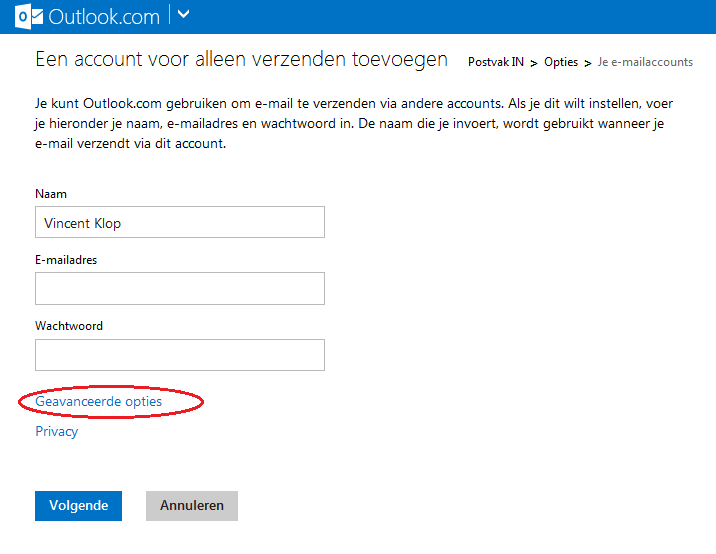 Outlook.com
Een account voor alleen verzenden toevoegen
Postvak IN > Opties > Je e-mailaccounts
Je kunt Outlook.com gebruiken om e-mail te verzenden via andere accounts. Als je dit wilt instellen, voer
je hieronder je naam, e-mailadres en wachtwoord in. De naam die je invoert, wordt gebruikt wanneer je
e-mail verzendt via dit account.
Naam
Vincent Klop
E-mailadres
Wachtwoord
Geavanceerde opties
Privacy
Volgende Annuleren